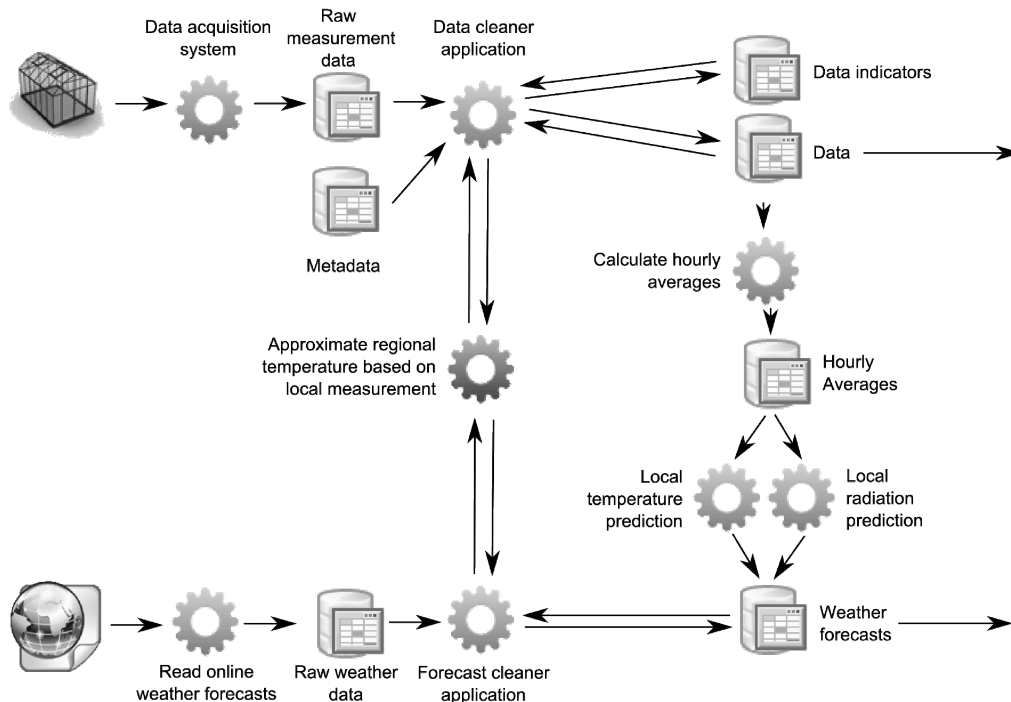 Data acquisition
system
Raw
measurement
data
Data cleaner
application
Data indicators
Data
Metadata
Calculate hourly
averages
Approximate regional
temperature based on
local measurement
Hourly
Averages
Local
temperature
prediction
Local
radiation
prediction
Weather
forecasts
Read online
weather forecasts
Raw weather
data
Forecast cleaner
application